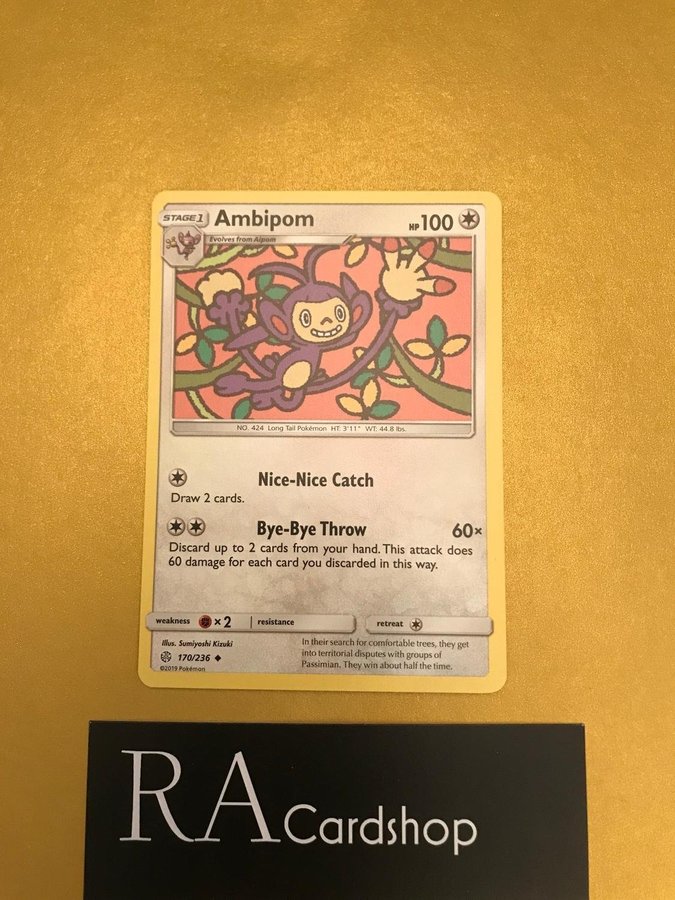 STAGE 1 Ambipom HP 100
Evolves from Aipom
NO. 424 Long Tail Pokémon HT: 3'11" WT: 44.8 lbs.
Nice-Nice Catch
Draw 2 cards.
Bye-Bye Throw 60×
Discard up to 2 cards from your hand. This attack does
60 damage for each card you discarded in this way.
weakness × 2 resistance retreat
Illus. Sumiyoshi Kizuki
170/236
©2019 Pokémon
In their search for comfortable trees, they get
into territorial disputes with groups of
Passimian. They win about half the time.
RA Cardshop